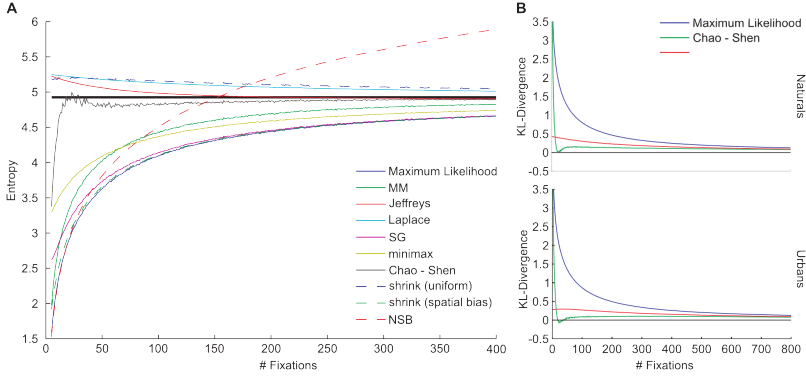 A
6
5.5
5
4.5
4
3.5
3
2.5
2
1.5
Entropy
0
50
100
150
200
250
300
350
400
# Fixations
Maximum Likelihood
MM
Jeffreys
Laplace
SG
minimax
Chao - Shen
shrink (uniform)
shrink (spatial bias)
NSB
B
3.5
3
2.5
2
1.5
1
0.5
0
-0.5
KL-Divergence
Maximum Likelihood
Chao - Shen
Naturals
3.5
3
2.5
2
1.5
1
0.5
0
-0.5
KL-Divergence
Urbans
0
100
200
300
400
500
600
700
800
# Fixations